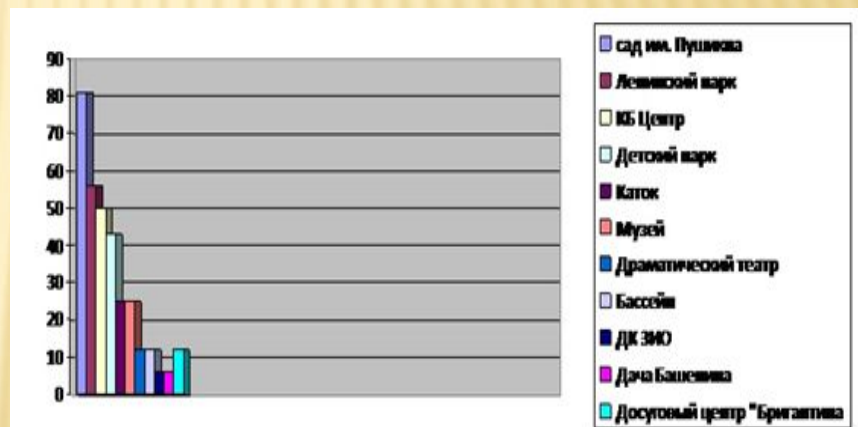 90
80
70
60
50
40
30
20
10
0
сад им. Пушкина
Ленинский парк
КБ Центр
Детский парк
Каток
Музей
Драматический театр
Бассейн
ДК ЗИО
Дача Башенина
Досуговый центр "Бригантина